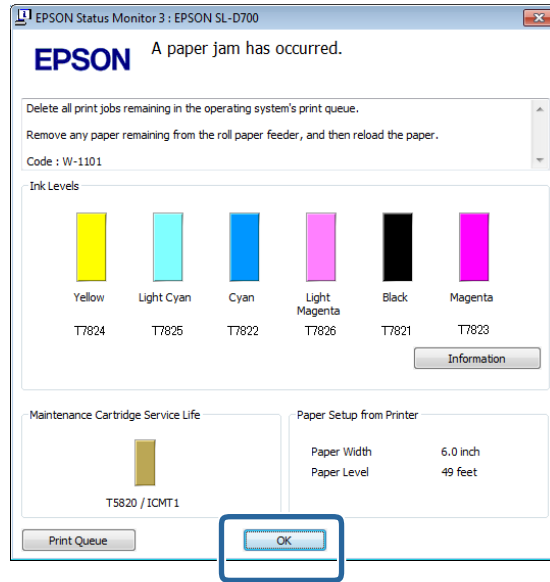 EPSON Status Monitor 3 : EPSON SL-D700
EPSON
A paper jam has occurred.
Delete all print jobs remaining in the operating system's print queue.
Remove any paper remaining from the roll paper feeder, and then reload the paper.
Code : W-1101
Ink Levels
Yellow Light Cyan Cyan Light Magenta Black Magenta
T7824 T7825 T7822 T7826 T7821 T7823
Information
Maintenance Cartridge Service Life
T5820 / ICMT1
Paper Setup from Printer
Paper Width 6.0 inch
Paper Level 49 feet
Print Queue
OK